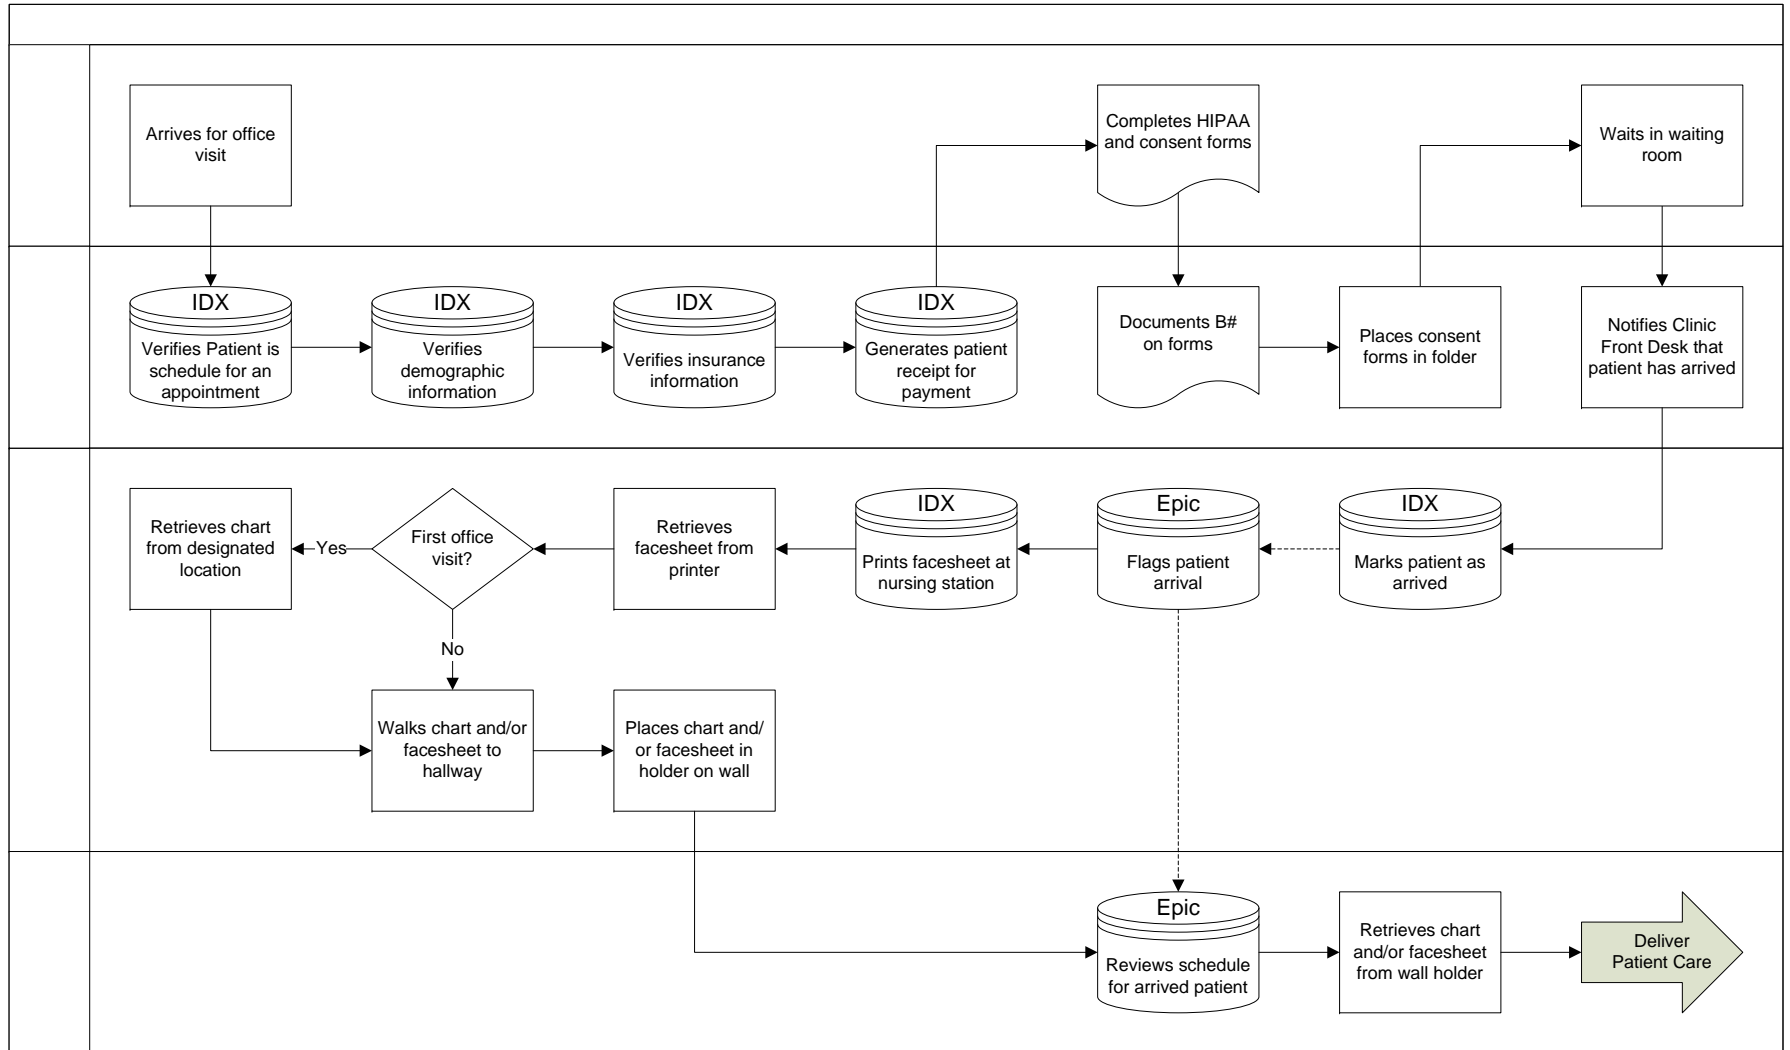 Arrives for office
visit
Completes HIPAA
and consent forms
Waits in waiting
room
IDX
Verifies Patient is
schedule for an
appointment
IDX
Verifies
demographic
information
IDX
Verifies insurance
information
IDX
Generates patient
receipt for
payment
Documents B#
on forms
Places consent
forms in folder
Notifies Clinic
Front Desk that
patient has arrived
Retrieves chart
from designated
location
Yes
First office
visit?
No
Retrieves
facesheet from
printer
IDX
Prints facesheet at
nursing station
Epic
Flags patient
arrival
IDX
Marks patient as
arrived
Walks chart and/or
facesheet to
hallway
Places chart and/
or facesheet in
holder on wall
Epic
Reviews schedule
for arrived patient
Retrieves chart
and/or facesheet
from wall holder
Deliver
Patient Care